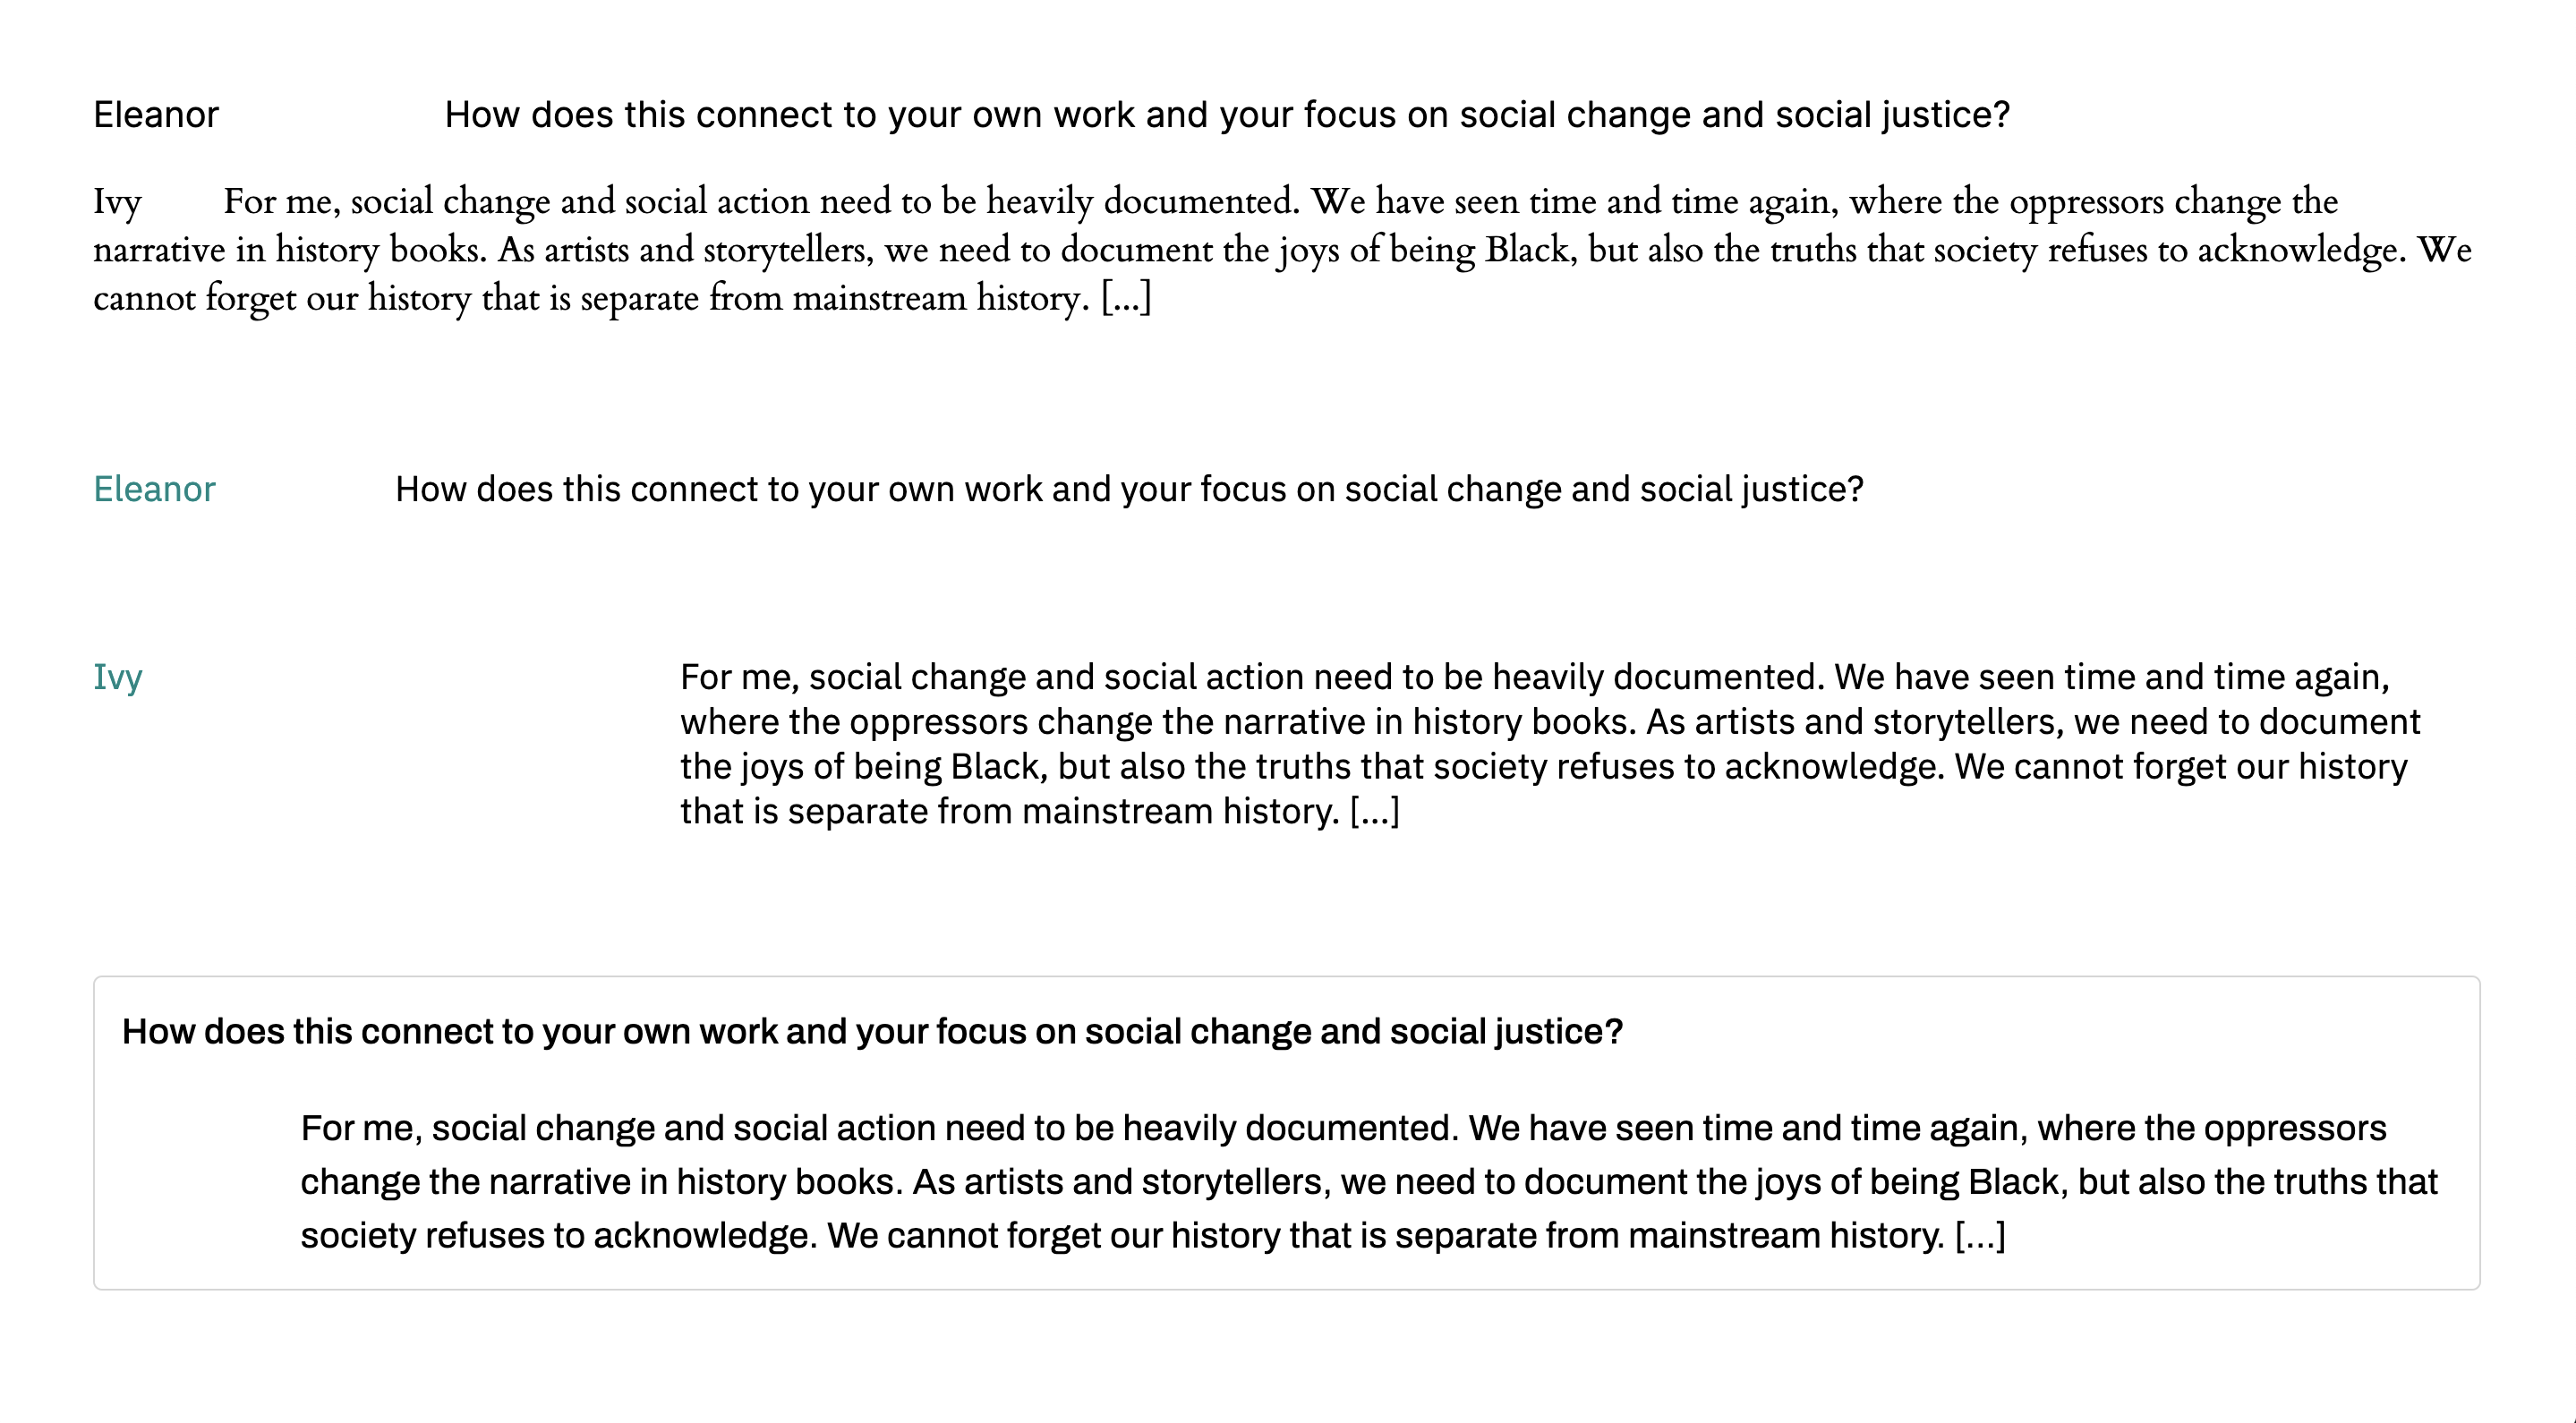 Eleanor How does this connect to your own work and your focus on social change and social justice?
Ivy For me, social change and social action need to be heavily documented. We have seen time and time again, where the oppressors change the
narrative in history books. As artists and storytellers, we need to document the joys of being Black, but also the truths that society refuses to acknowledge. We
cannot forget our history that is separate from mainstream history. [...]
Eleanor How does this connect to your own work and your focus on social change and social justice?
Ivy For me, social change and social action need to be heavily documented. We have seen time and time again,
where the oppressors change the narrative in history books. As artists and storytellers, we need to document
the joys of being Black, but also the truths that society refuses to acknowledge. We cannot forget our history
that is separate from mainstream history. [...]
How does this connect to your own work and your focus on social change and social justice?
For me, social change and social action need to be heavily documented. We have seen time and time again, where the oppressors
change the narrative in history books. As artists and storytellers, we need to document the joys of being Black, but also the truths that
society refuses to acknowledge. We cannot forget our history that is separate from mainstream history. [...]